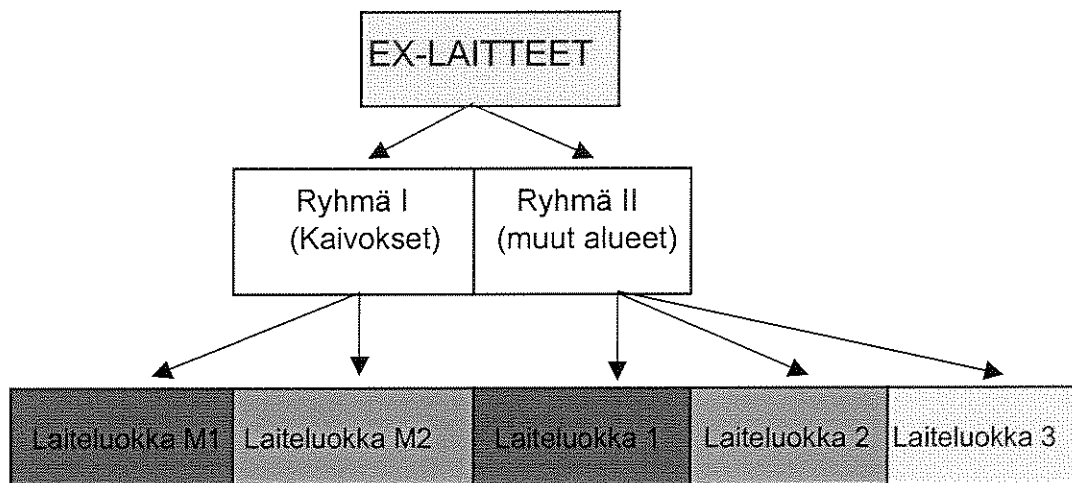 EX-LAITTEET
Ryhmä I
(Kaivokset)
Ryhmä II
(muut alueet)
Laiteluokka M1
Laiteluokka M2
Laiteluokka 1
Laiteluokka 2
Laiteluokka 3